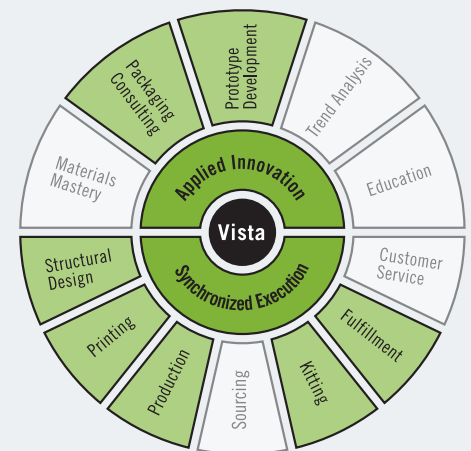 Packaging
Consulting
Prototype
Development
Trend Analysis
Materials
Mastery
Education
Applied Innovation
Vista
Synchronized Execution
Structural
Design
Customer
Service
Printing
Fulfillment
Production
Sourcing
Kitting